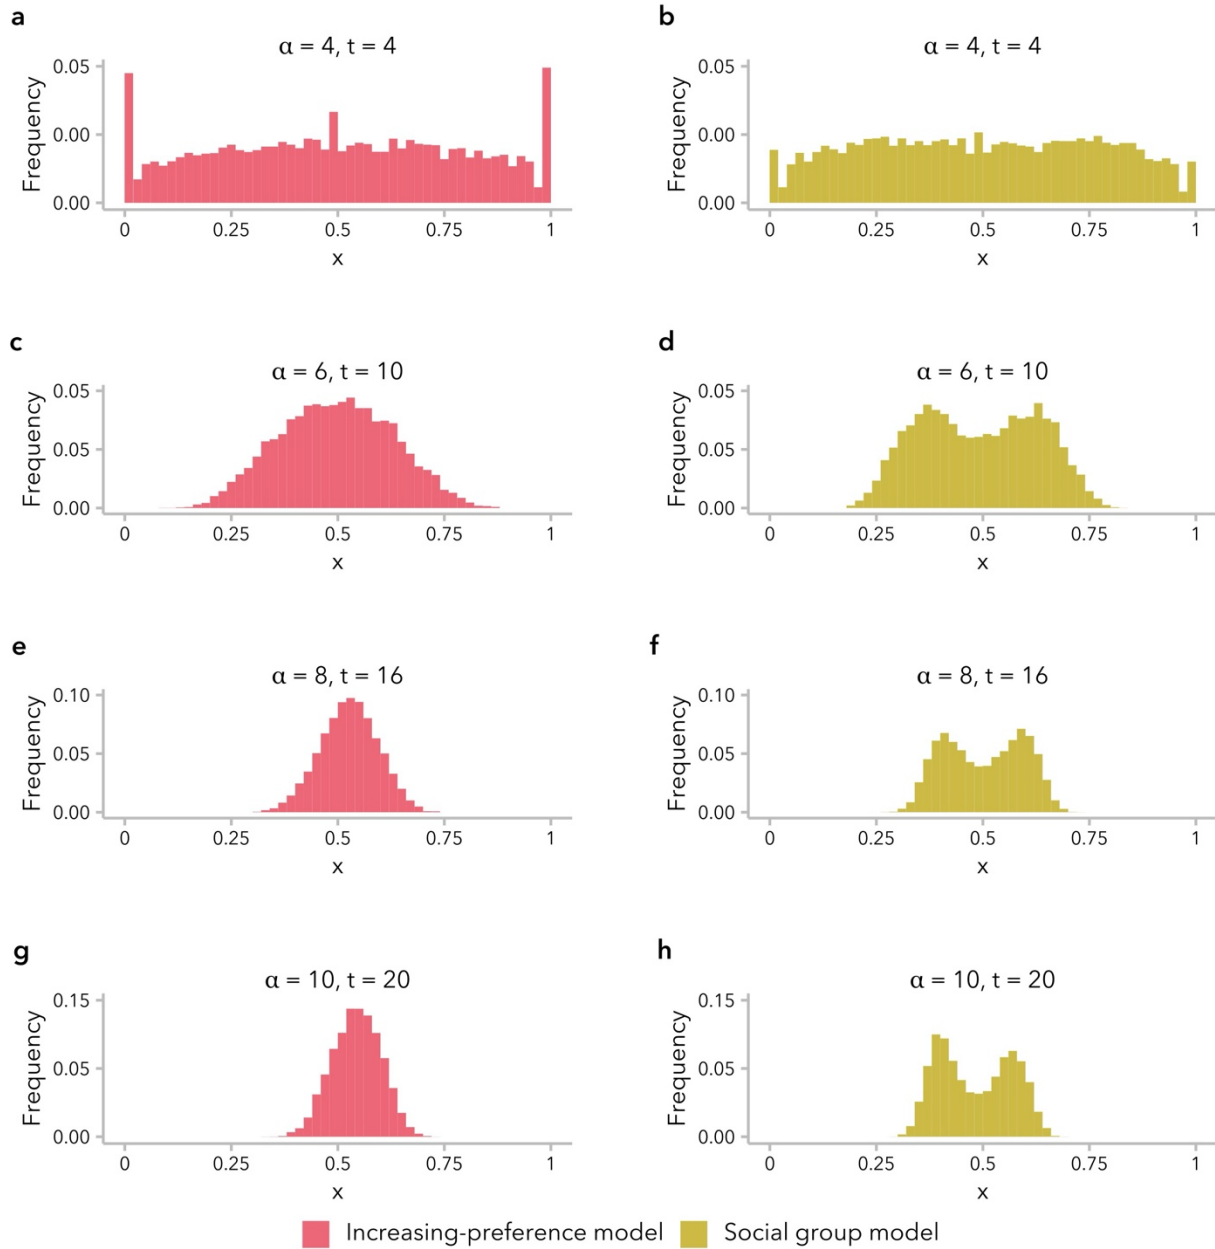 a
α = 4, t = 4
Frequency
0.05
0.00
0.00
0 0.25 0.5 0.75 1
x
b
α = 4, t = 4
Frequency
0.05
0.00
0.00
0 0.25 0.5 0.75 1
x
c
α = 6, t = 10
Frequency
0.05
0.05
0.00
0 0.25 0.5 0.75 1
x
d
α = 6, t = 10
Frequency
0.05
0.05
0.00
0 0.25 0.5 0.75 1
x
e
α = 8, t = 16
Frequency
0.10
0.05
0.00
0 0.25 0.5 0.75 1
x
f
α = 8, t = 16
Frequency
0.10
0.05
0.00
0 0.25 0.5 0.75 1
x
g
α = 10, t = 20
Frequency
0.15
0.05
0.00
0 0.25 0.5 0.75 1
x
h
α = 10, t = 20
Frequency
0.15
0.05
0.00
0 0.25 0.5 0.75 1
x
Increasing-preference model Social group model